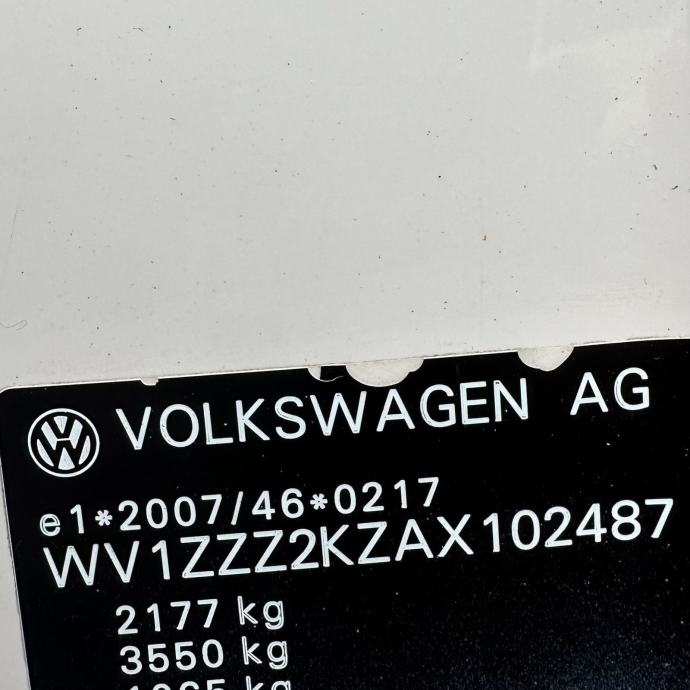 VOLKSWAGEN AG
e1*2007/46*0217
WV1ZZZ2KZAX102487
2177 kg
3550 kg